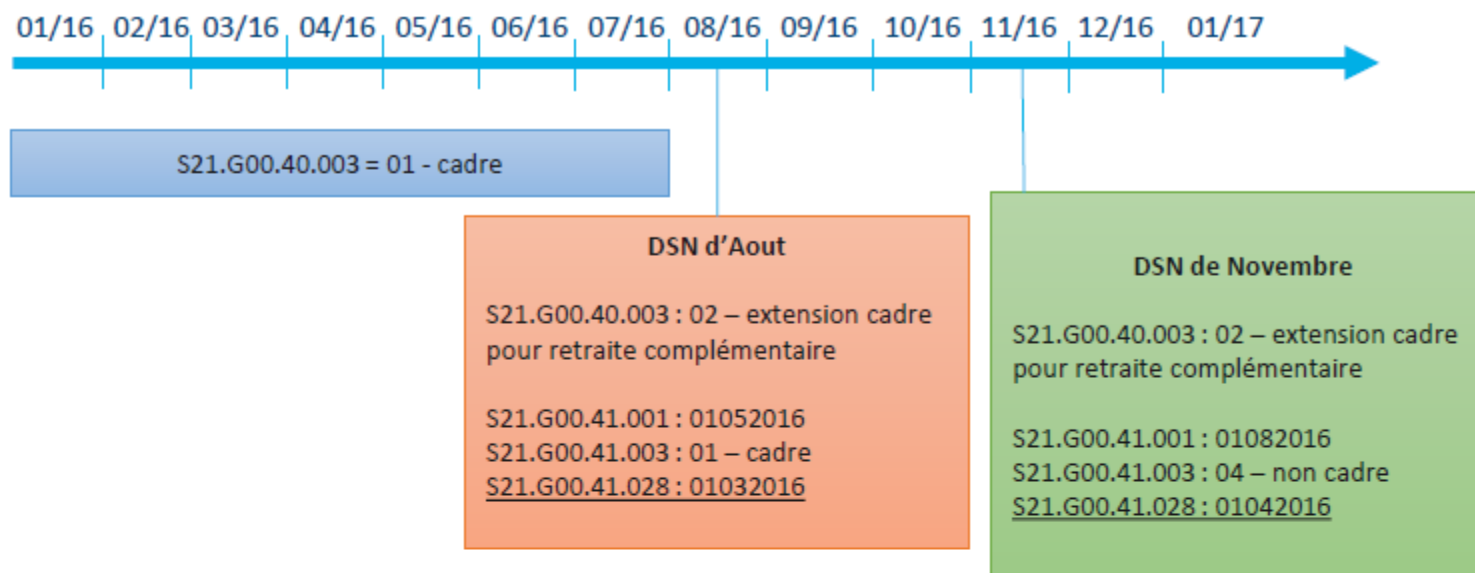 01/16 02/16 03/16 04/16 05/16 06/16 07/16 08/16 09/16 10/16 11/16 12/16 01/17
S21.G00.40.003 = 01 - cadre
DSN d’Aout
S21.G00.40.003 : 02 – extension cadre
pour retraite complémentaire
S21.G00.41.001 : 01052016
S21.G00.41.003 : 01 – cadre
S21.G00.41.028 : 01032016
DSN de Novembre
S21.G00.40.003 : 02 – extension cadre
pour retraite complémentaire
S21.G00.41.001 : 01082016
S21.G00.41.003 : 04 – non cadre
S21.G00.41.028 : 01042016